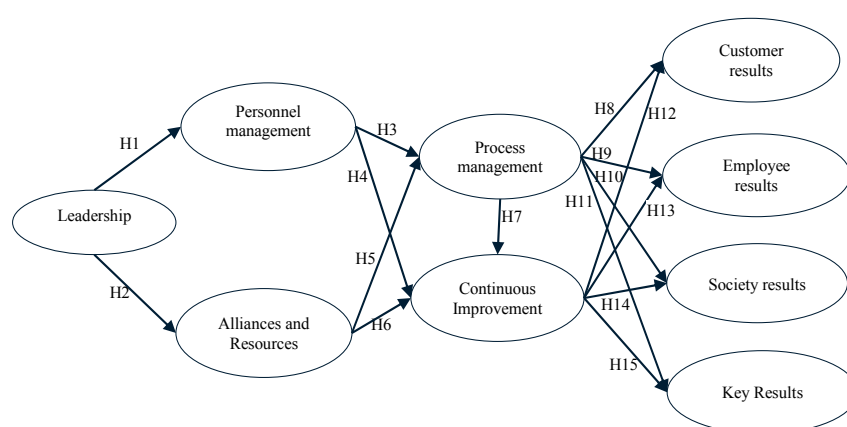 Customer
results
H8
H12
Personnel
management
H1
H3
Process
management
H9
Employee
results
H4
H10
H11
H13
Leadership
H7
H5
H2
Continuous
Improvement
Society results
H14
Alliances and
Resources
H6
H15
Key Results